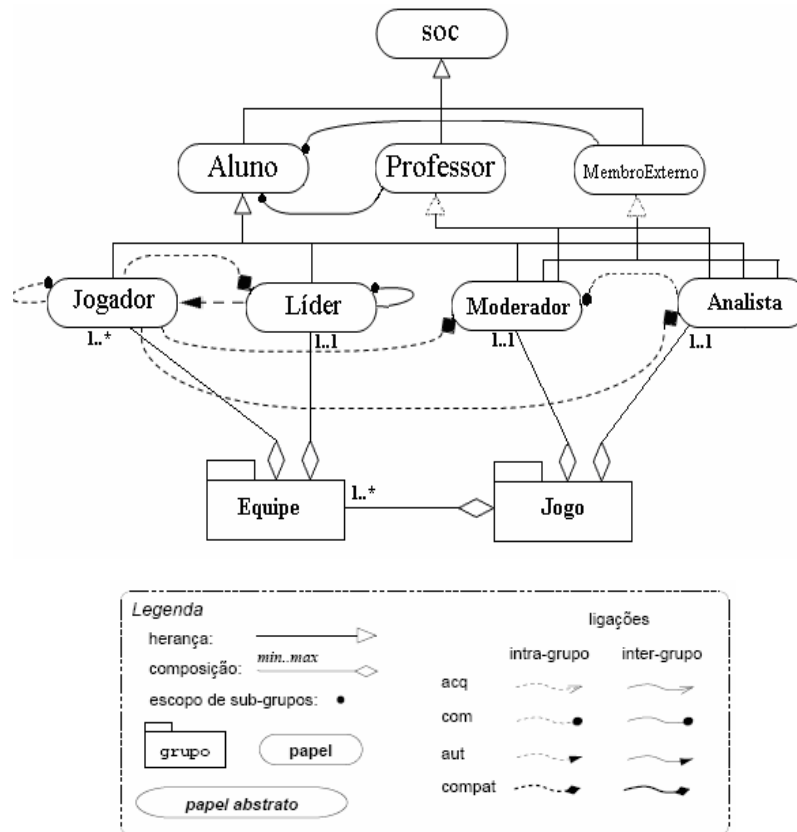 soc
Aluno
Professor
MembroExterno
Jogador
Líder
Moderador
Analista
1..*
1..1
1..1
1..1
Equipe
1..*
Jogo
Legenda
ligações
herança:
intra-grupo
inter-grupo
composição:
min..max
acq
escopo de sub-grupos:
com
grupo
papel
aut
compat
papel abstrato